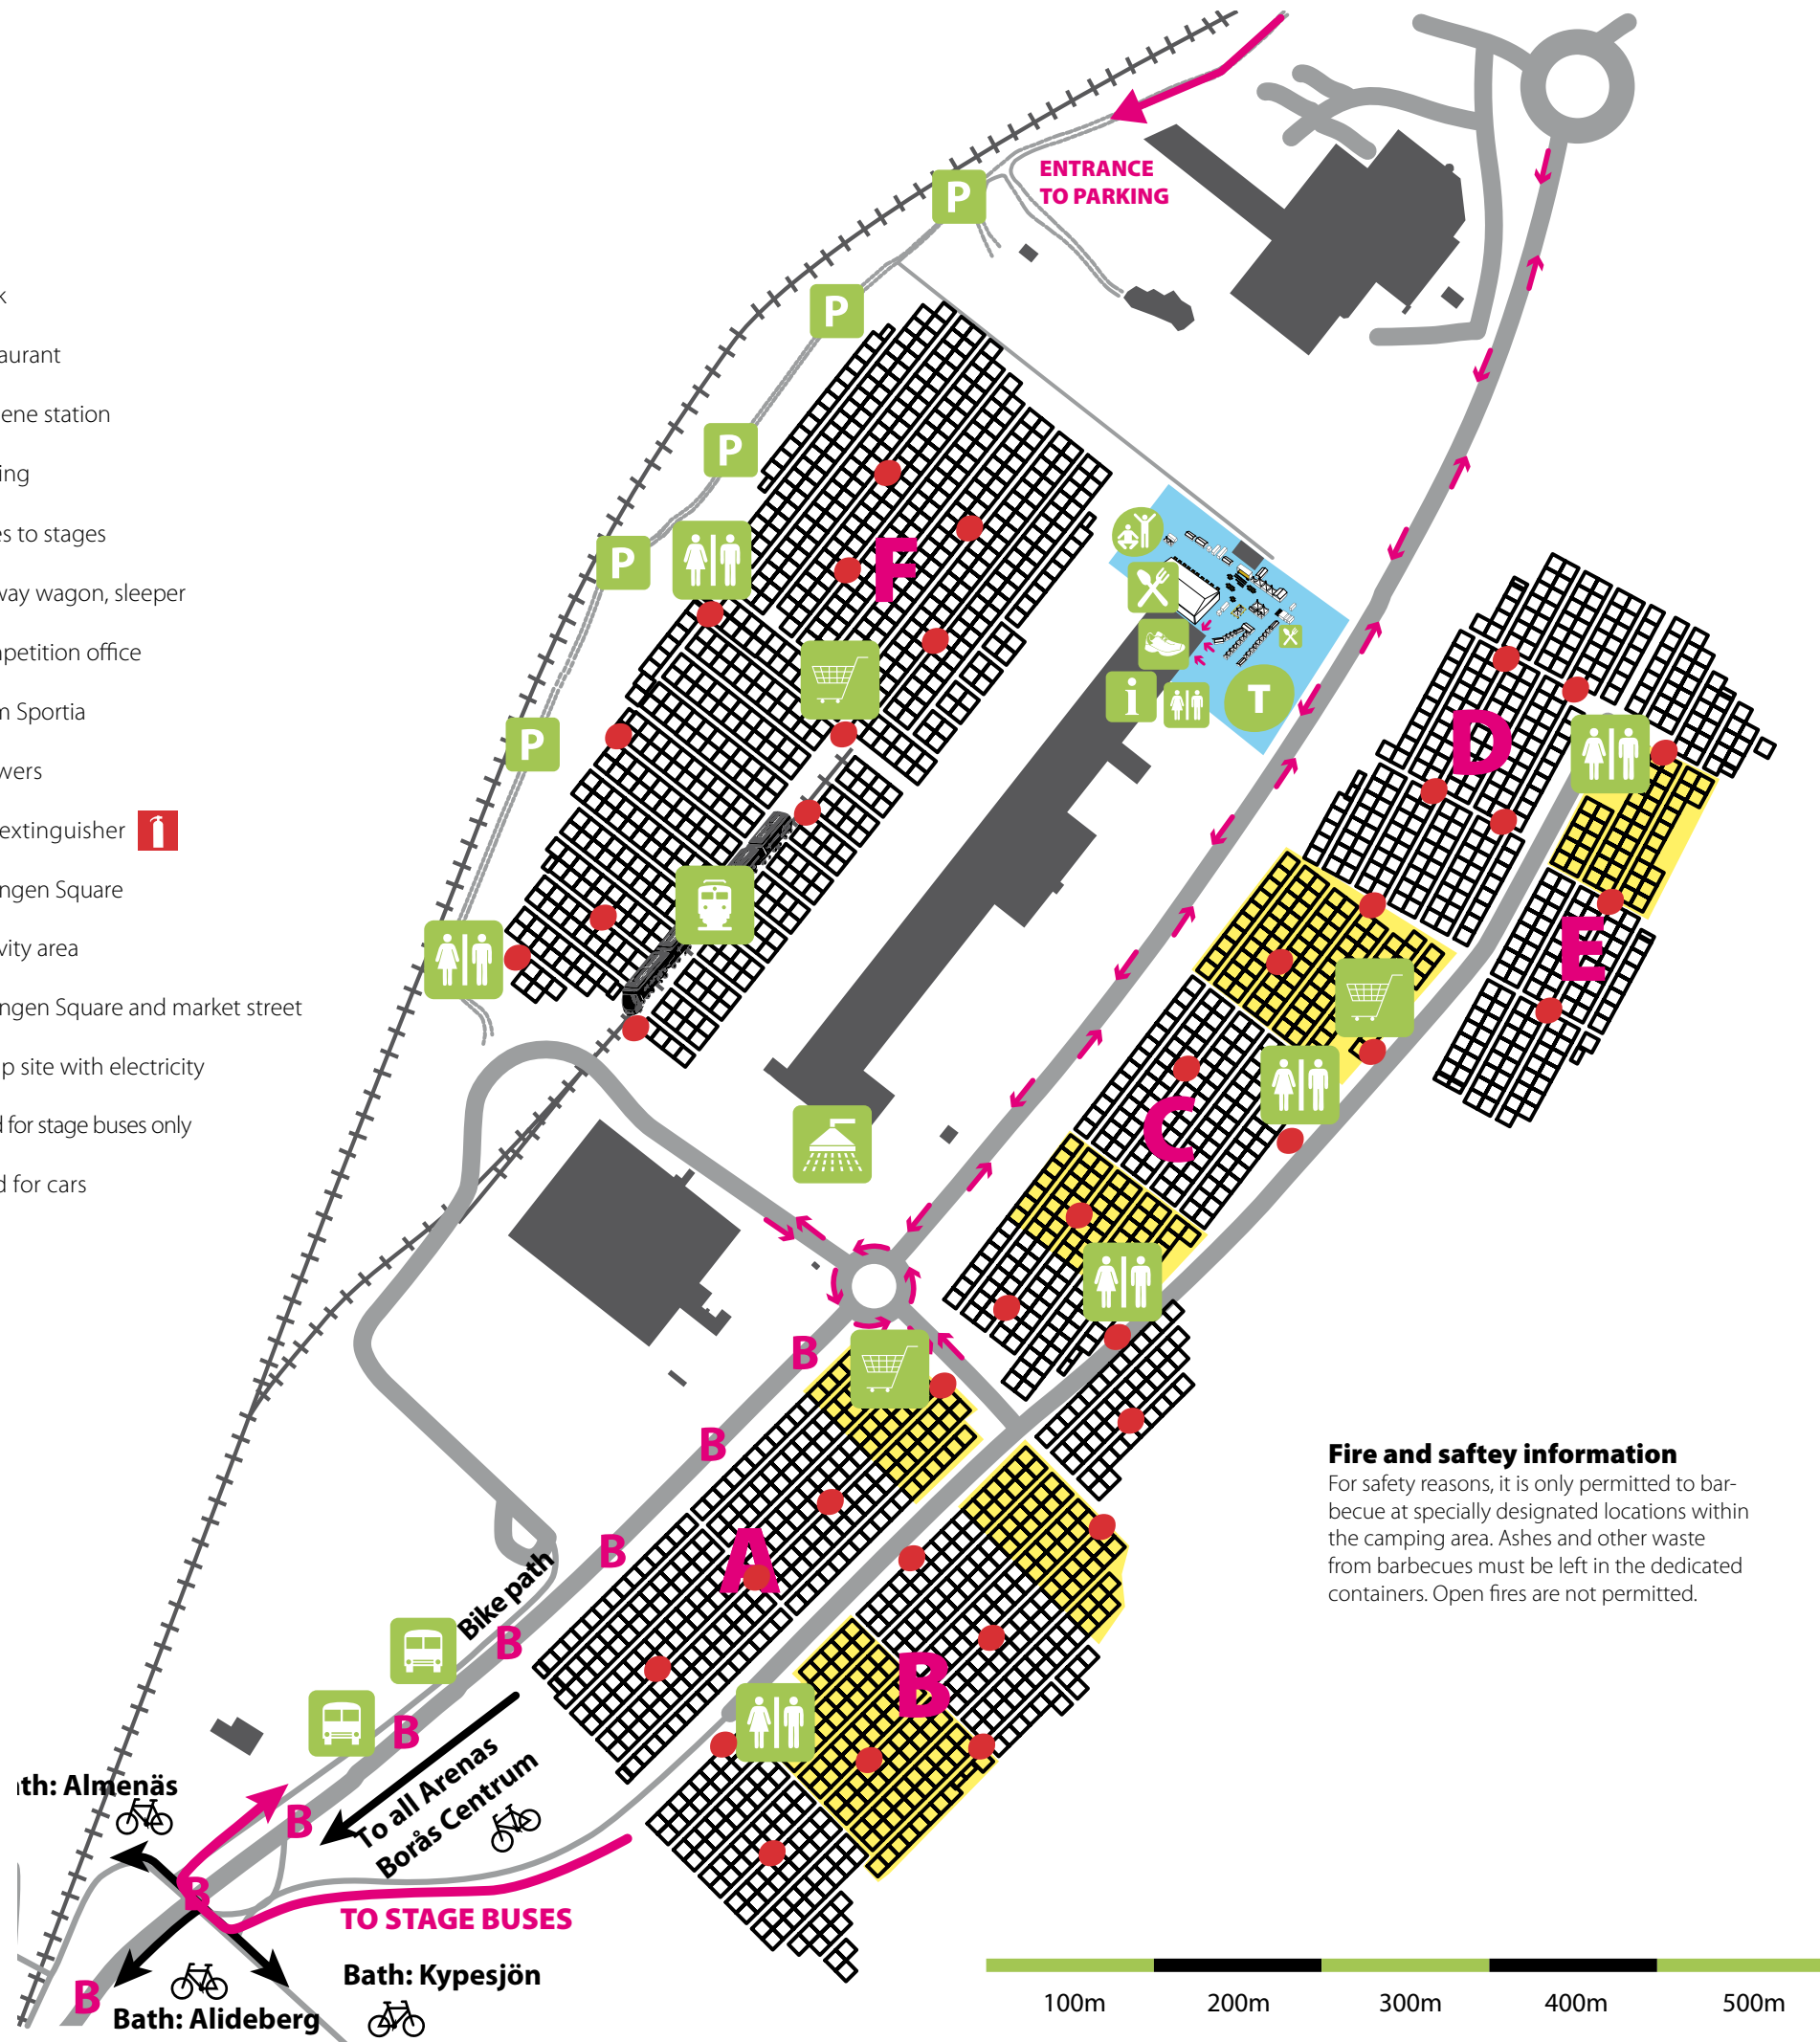 k
aurant
ene station
ing
es to stages
way wagon, sleeper
npetition office
m Sportia
wers
extinguisher
ngen Square
vity area
ngen Square and market street
p site with electricity
d for stage buses only
d for cars
ENTRANCE
TO PARKING
P
P
P
P
P
F
i
T
D
E
C
A
B
B
B
B
B
B
B
B
B
Bike path
To all Arenas
Borås Centrum
th: Almenäs
TO STAGE BUSES
Bath: Kypesjön
Bath: Alideberg
Fire and saftey information
For safety reasons, it is only permitted to bar-
becue at specially designated locations within
the camping area. Ashes and other waste
from barbecues must be left in the dedicated
containers. Open fires are not permitted.
100m 200m 300m 400m 500m